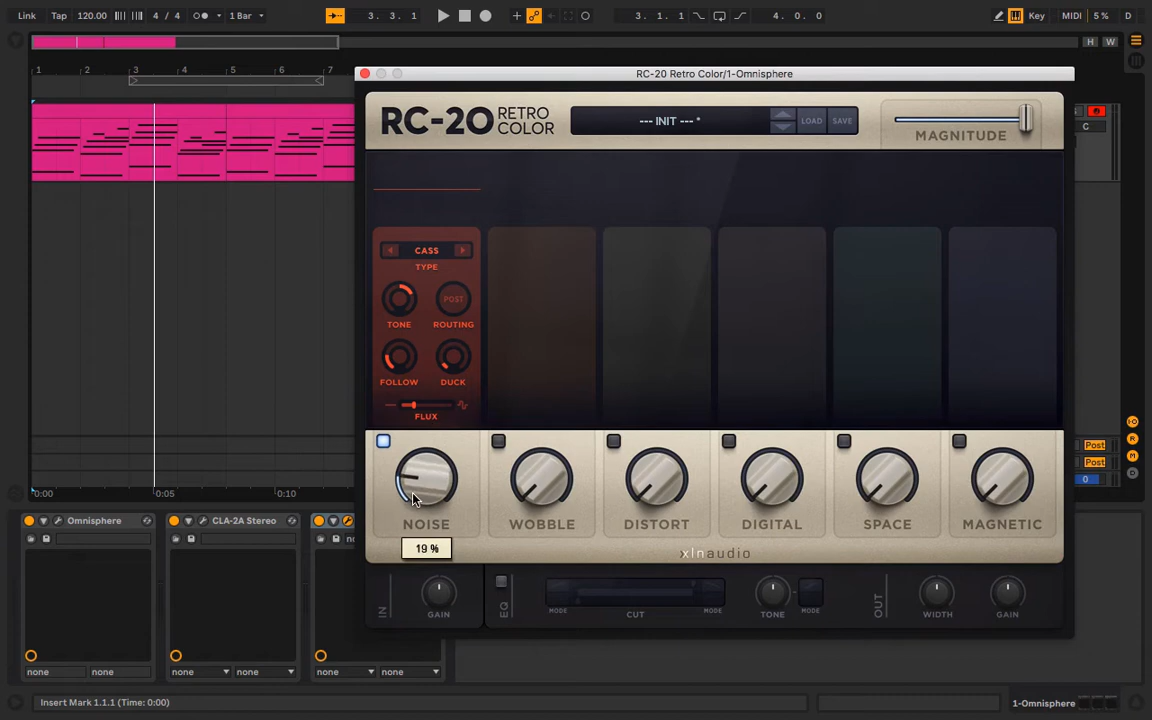 Link Tap 120.00 4 / 4 1 Bar 3. 3. 1 3. 1. 1 4. 0. 0 Key MIDI 5 % D
H W
1 2 3 4 5 6 7
RC-20 Retro Color/1-Omnisphere
RC-20 RETRO COLOR
--- INIT --- *
LOAD SAVE
MAGNITUDE
C
CASS
TYPE
POST
TONE ROUTING
FOLLOW DUCK
FLUX
NOISE WOBBLE DISTORT DIGITAL SPACE MAGNETIC
19 %
xlnaudio
IN GAIN EQ MODE CUT MODE TONE MODE OUT WIDTH GAIN
Post
Post
0
I-O
R
M
D
0:00 0:05 0:10
Omnisphere CLA-2A Stereo
none none none none none none
Insert Mark 1.1.1 (Time: 0:00)
1-Omnisphere